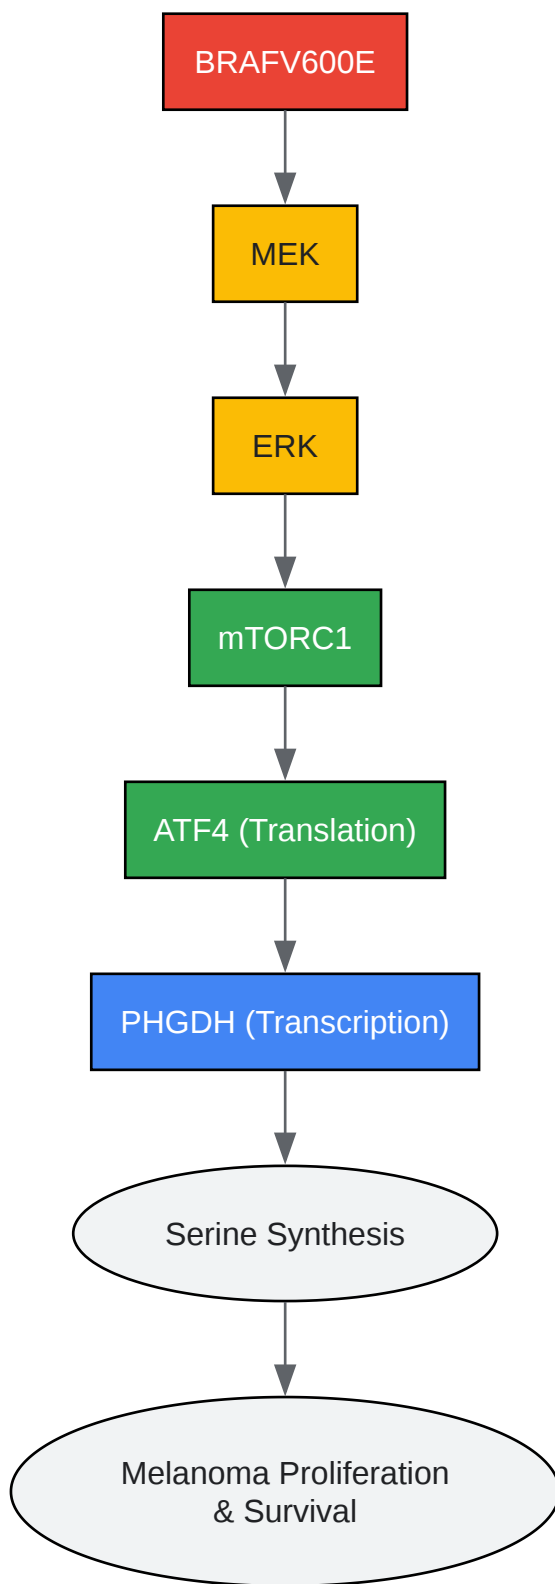 BRAFV600E
MEK
ERK
mTORC1
ATF4 (Translation)
PHGDH (Transcription)
Serine Synthesis
Melanoma Proliferation
& Survival